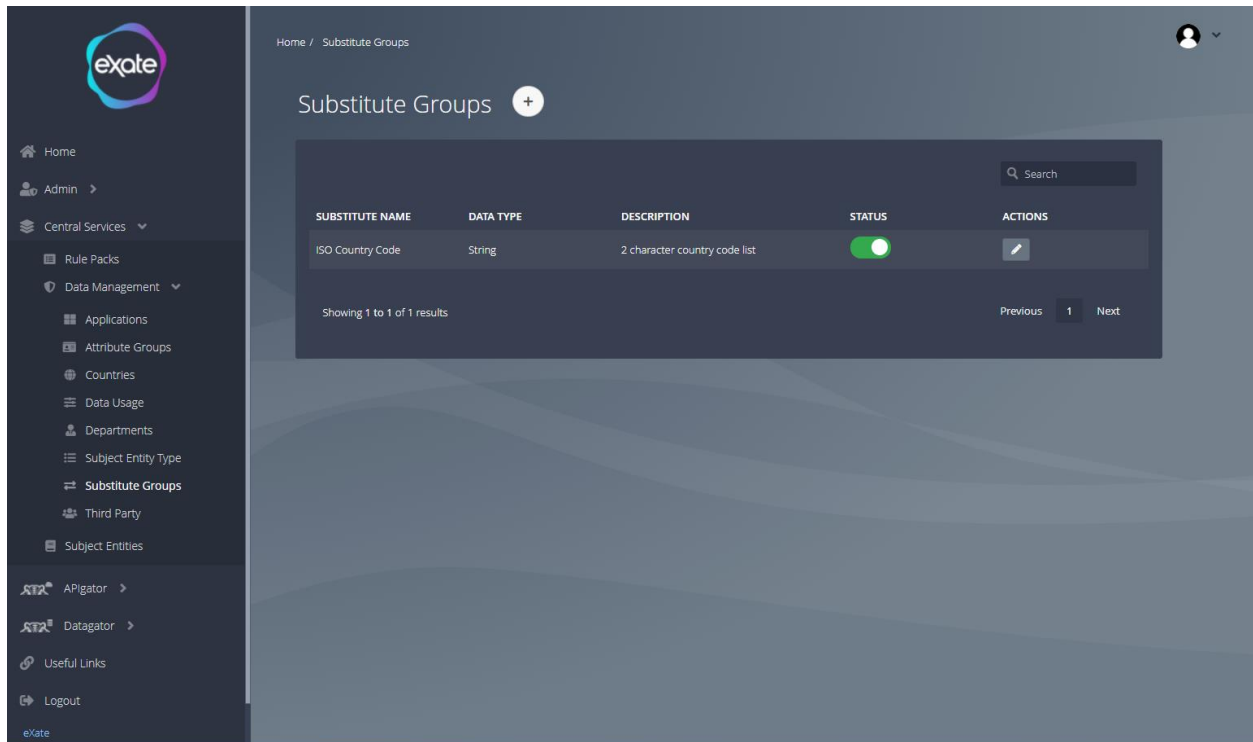 eXate
Home
Admin
Central Services
Rule Packs
Data Management
Applications
Attribute Groups
Countries
Data Usage
Departments
Subject Entity Type
Substitute Groups
Third Party
Subject Entities
APIgator
Datagator
Useful Links
Logout
eXate
Home / Substitute Groups
Substitute Groups +
Search
SUBSTITUTE NAME DATA TYPE DESCRIPTION STATUS ACTIONS
ISO Country Code String 2 character country code list
Showing 1 to 1 of 1 results Previous 1 Next